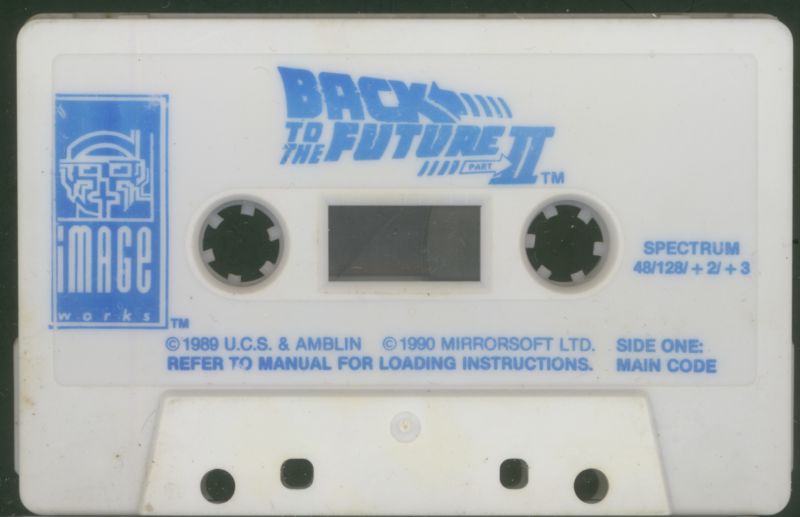 BACK
TO THE FUTURE
PART II TM
IMAGE
works TM
SPECTRUM
48/128/+2/+3
©1989 U.C.S. & AMBLIN ©1990 MIRRORSOFT LTD. SIDE ONE:
REFER TO MANUAL FOR LOADING INSTRUCTIONS. MAIN CODE